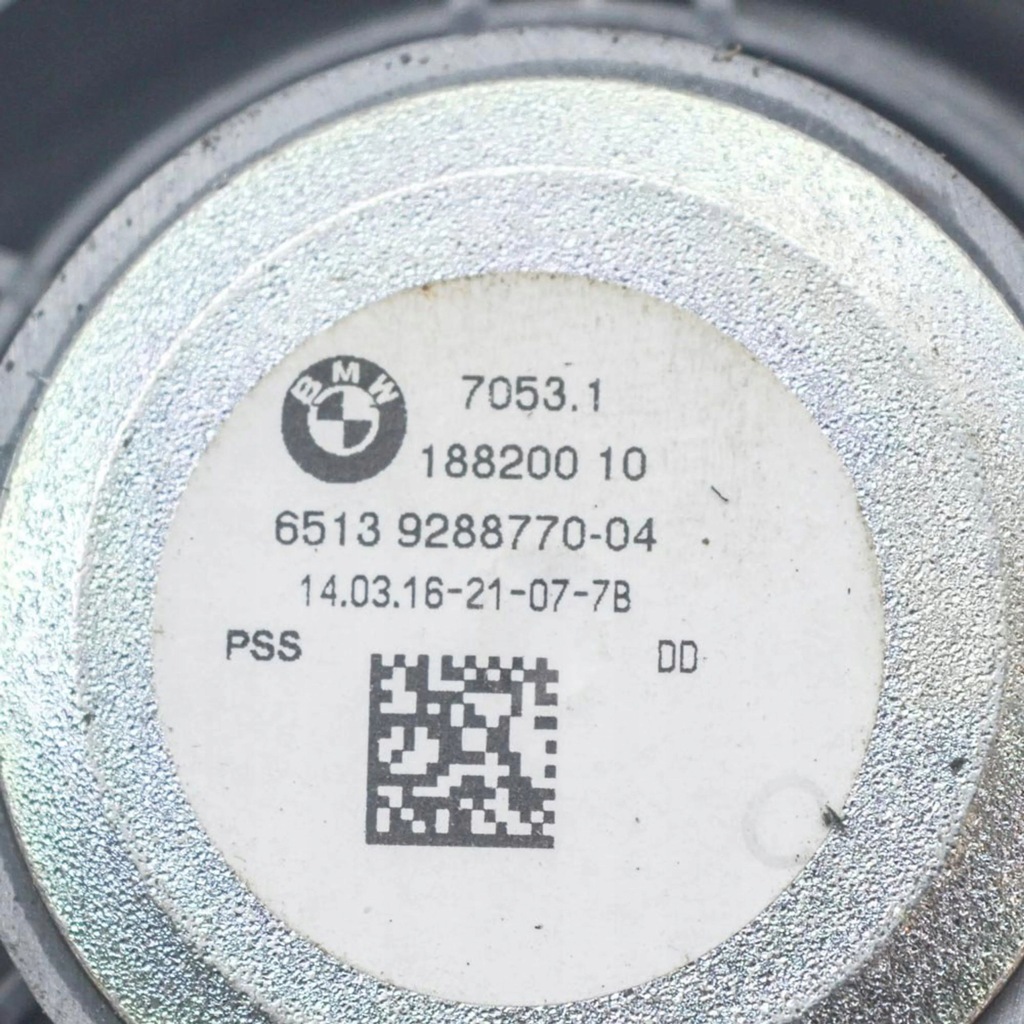 BMW
7053.1
188200 10
6513 9288770-04
14.03.16-21-07-7B
PSS DD